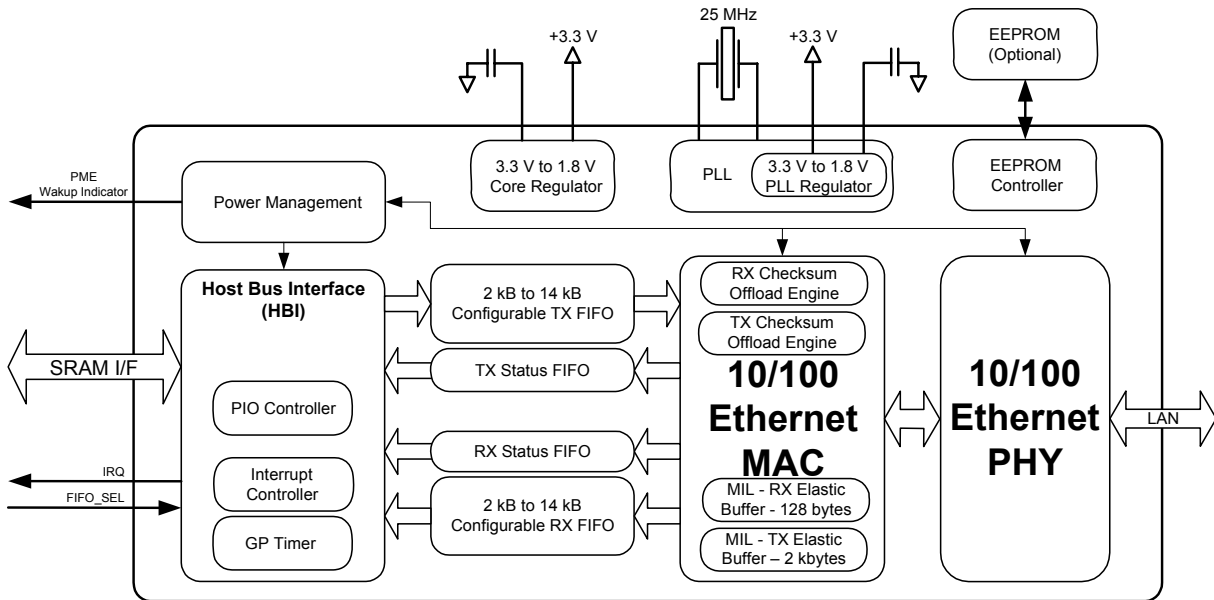 25 MHz
+3.3 V
+3.3 V
EEPROM
(Optional)
3.3 V to 1.8 V
Core Regulator
PLL
3.3 V to 1.8 V
PLL Regulator
EEPROM
Controller
PME
Wakup Indicator
Power Management
Host Bus Interface
(HBI)
2 kB to 14 kB
Configurable TX FIFO
RX Checksum
Offload Engine
TX Checksum
Offload Engine
SRAM I/F
TX Status FIFO
10/100
Ethernet
MAC
10/100
Ethernet
PHY
LAN
PIO Controller
RX Status FIFO
IRQ
FIFO_SEL
Interrupt
Controller
2 kB to 14 kB
Configurable RX FIFO
MIL - RX Elastic
Buffer - 128 bytes
GP Timer
MIL - TX Elastic
Buffer – 2 kbytes